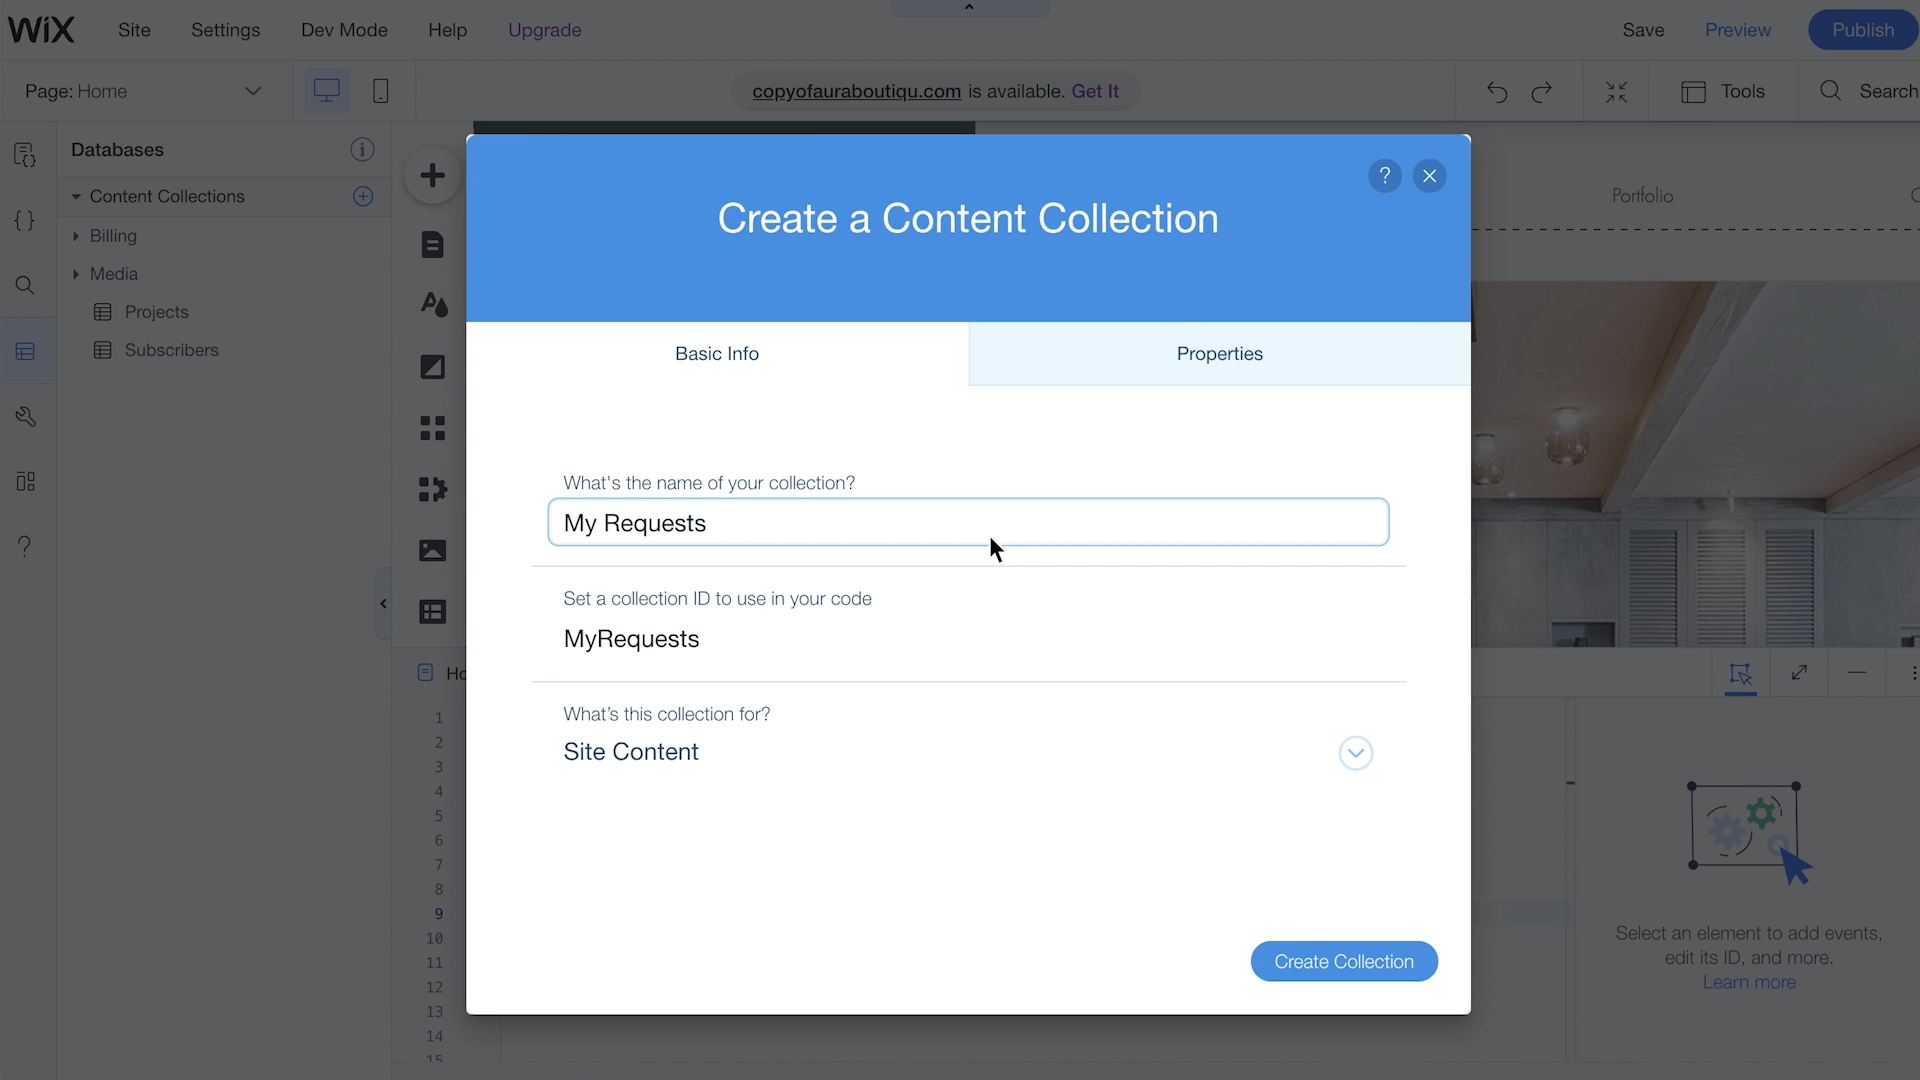 WiX Site Settings Dev Mode Help Upgrade Save Preview Publish
Page: Home copyofauraboutiqu.com is available. Get It Tools Search
Databases
Content Collections
Billing
Media
Projects
Subscribers
Create a Content Collection
Portfolio
Basic Info Properties
What's the name of your collection?
My Requests
Set a collection ID to use in your code
MyRequests
What's this collection for?
Site Content
Create Collection
1
2
3
4
5
6
7
8
9
10
11
12
13
14
15
Select an element to add events,
edit its ID, and more.
Learn more